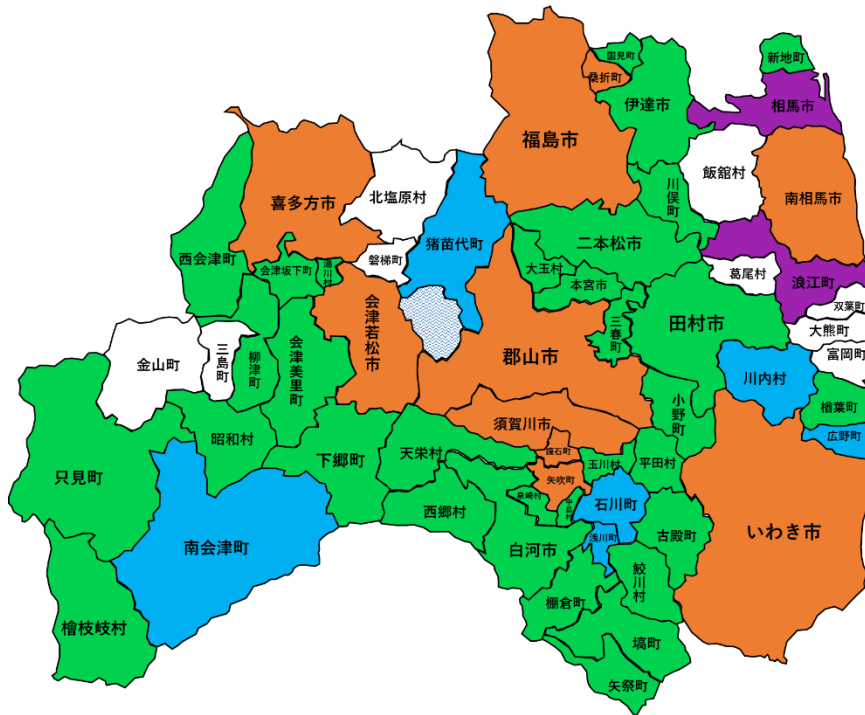 国見町
新地町
桑折町
伊達市
相馬市
福島市
飯舘村
北塩原村
川俣町
南相馬市
喜多方市
猪苗代町
二本松市
西会津町
磐梯町
会津坂下町
湯川村
大玉村
本宮市
葛尾村
浪江町
双葉町
会津若松市
三春町
田村市
大熊町
金山町
三島町
柳津町
会津美里町
郡山市
富岡町
川内村
小野町
楢葉町
須賀川市
広野町
昭和村
下郷町
天栄村
鏡石町
玉川村
平田村
只見町
矢吹町
泉崎村
中島村
石川町
西郷村
古殿町
いわき市
南会津町
白河市
浅川町
鮫川村
棚倉町
檜枝岐村
塙町
矢祭町